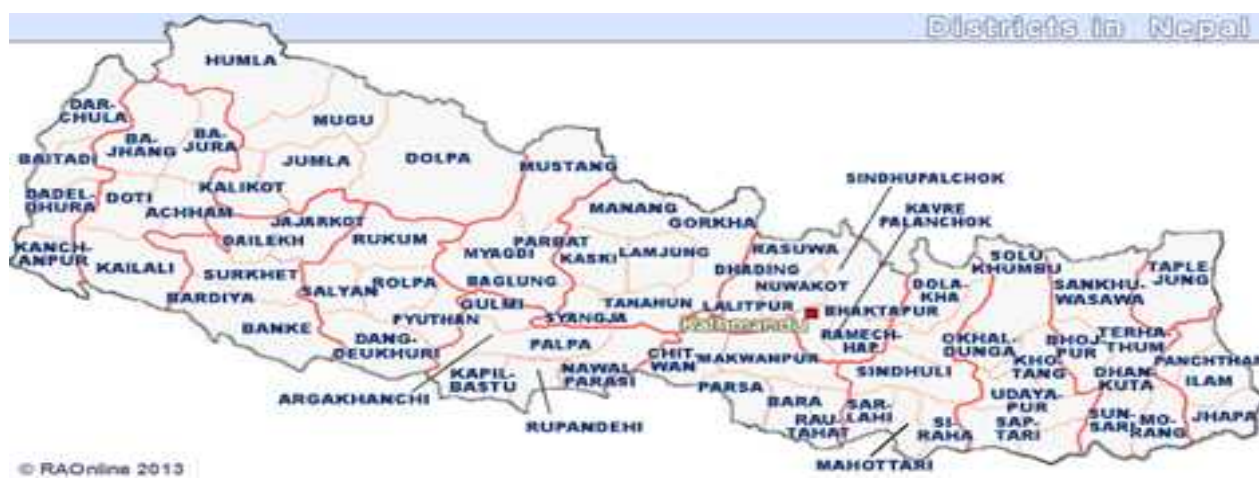 Districts in Nepal
HUMLA
DAR-
CHULA
MUGU
BA-
JHANG
BA-
JURA
BAITADI
JUMLA
DOLPA
MUSTANG
SINDHUPALCHOK
DADEL-
DHURA
DOTI
KALIKOT
ACHHAM
JAJARKOT
MANANG
GORKHA
KAVRE
PALANCHOK
KANCH-
ANPUR
KAILALI
DAILEKH
RUKUM
MYAGDI
PARBAT
KASKI
LAMJUNG
RASUWA
SOLU
KHUMBU
TAPLE
JUNG
SURKHET
BARDIYA
SALYAN
ROLPA
BAGLUNG
DHADING
NUWAKOT
DOLA-
KHA
SANKHU-
WASAWA
BANKE
GULMI
SYANGJA
TANAHUN
LALITPUR
BHAKTAPUR
Kathmandu
PYUTHAN
DANG-
DEUKHURI
PALPA
CHIT
WAN
MAKWANPUR
RAMECH-
HAP
OKHAL-
DUNGA
BHOJ
PUR
TERHA-
THUM
KHO-
TANG
PANCHTHAR
ARGAKHANCHI
KAPIL-
BASTU
NAWAL-
PARASI
PARSA
SINDHULI
DHAN-
KUTA
ILAM
RUPANDEHI
BARA
RAU-
TAHAT
SAR-
LAHI
SI-
RAHA
UDAYA-
PUR
SAP-
TARI
SUN-
SARI
MO-
RANG
JHAPA
MAHOTTARI
© RAOnline 2013